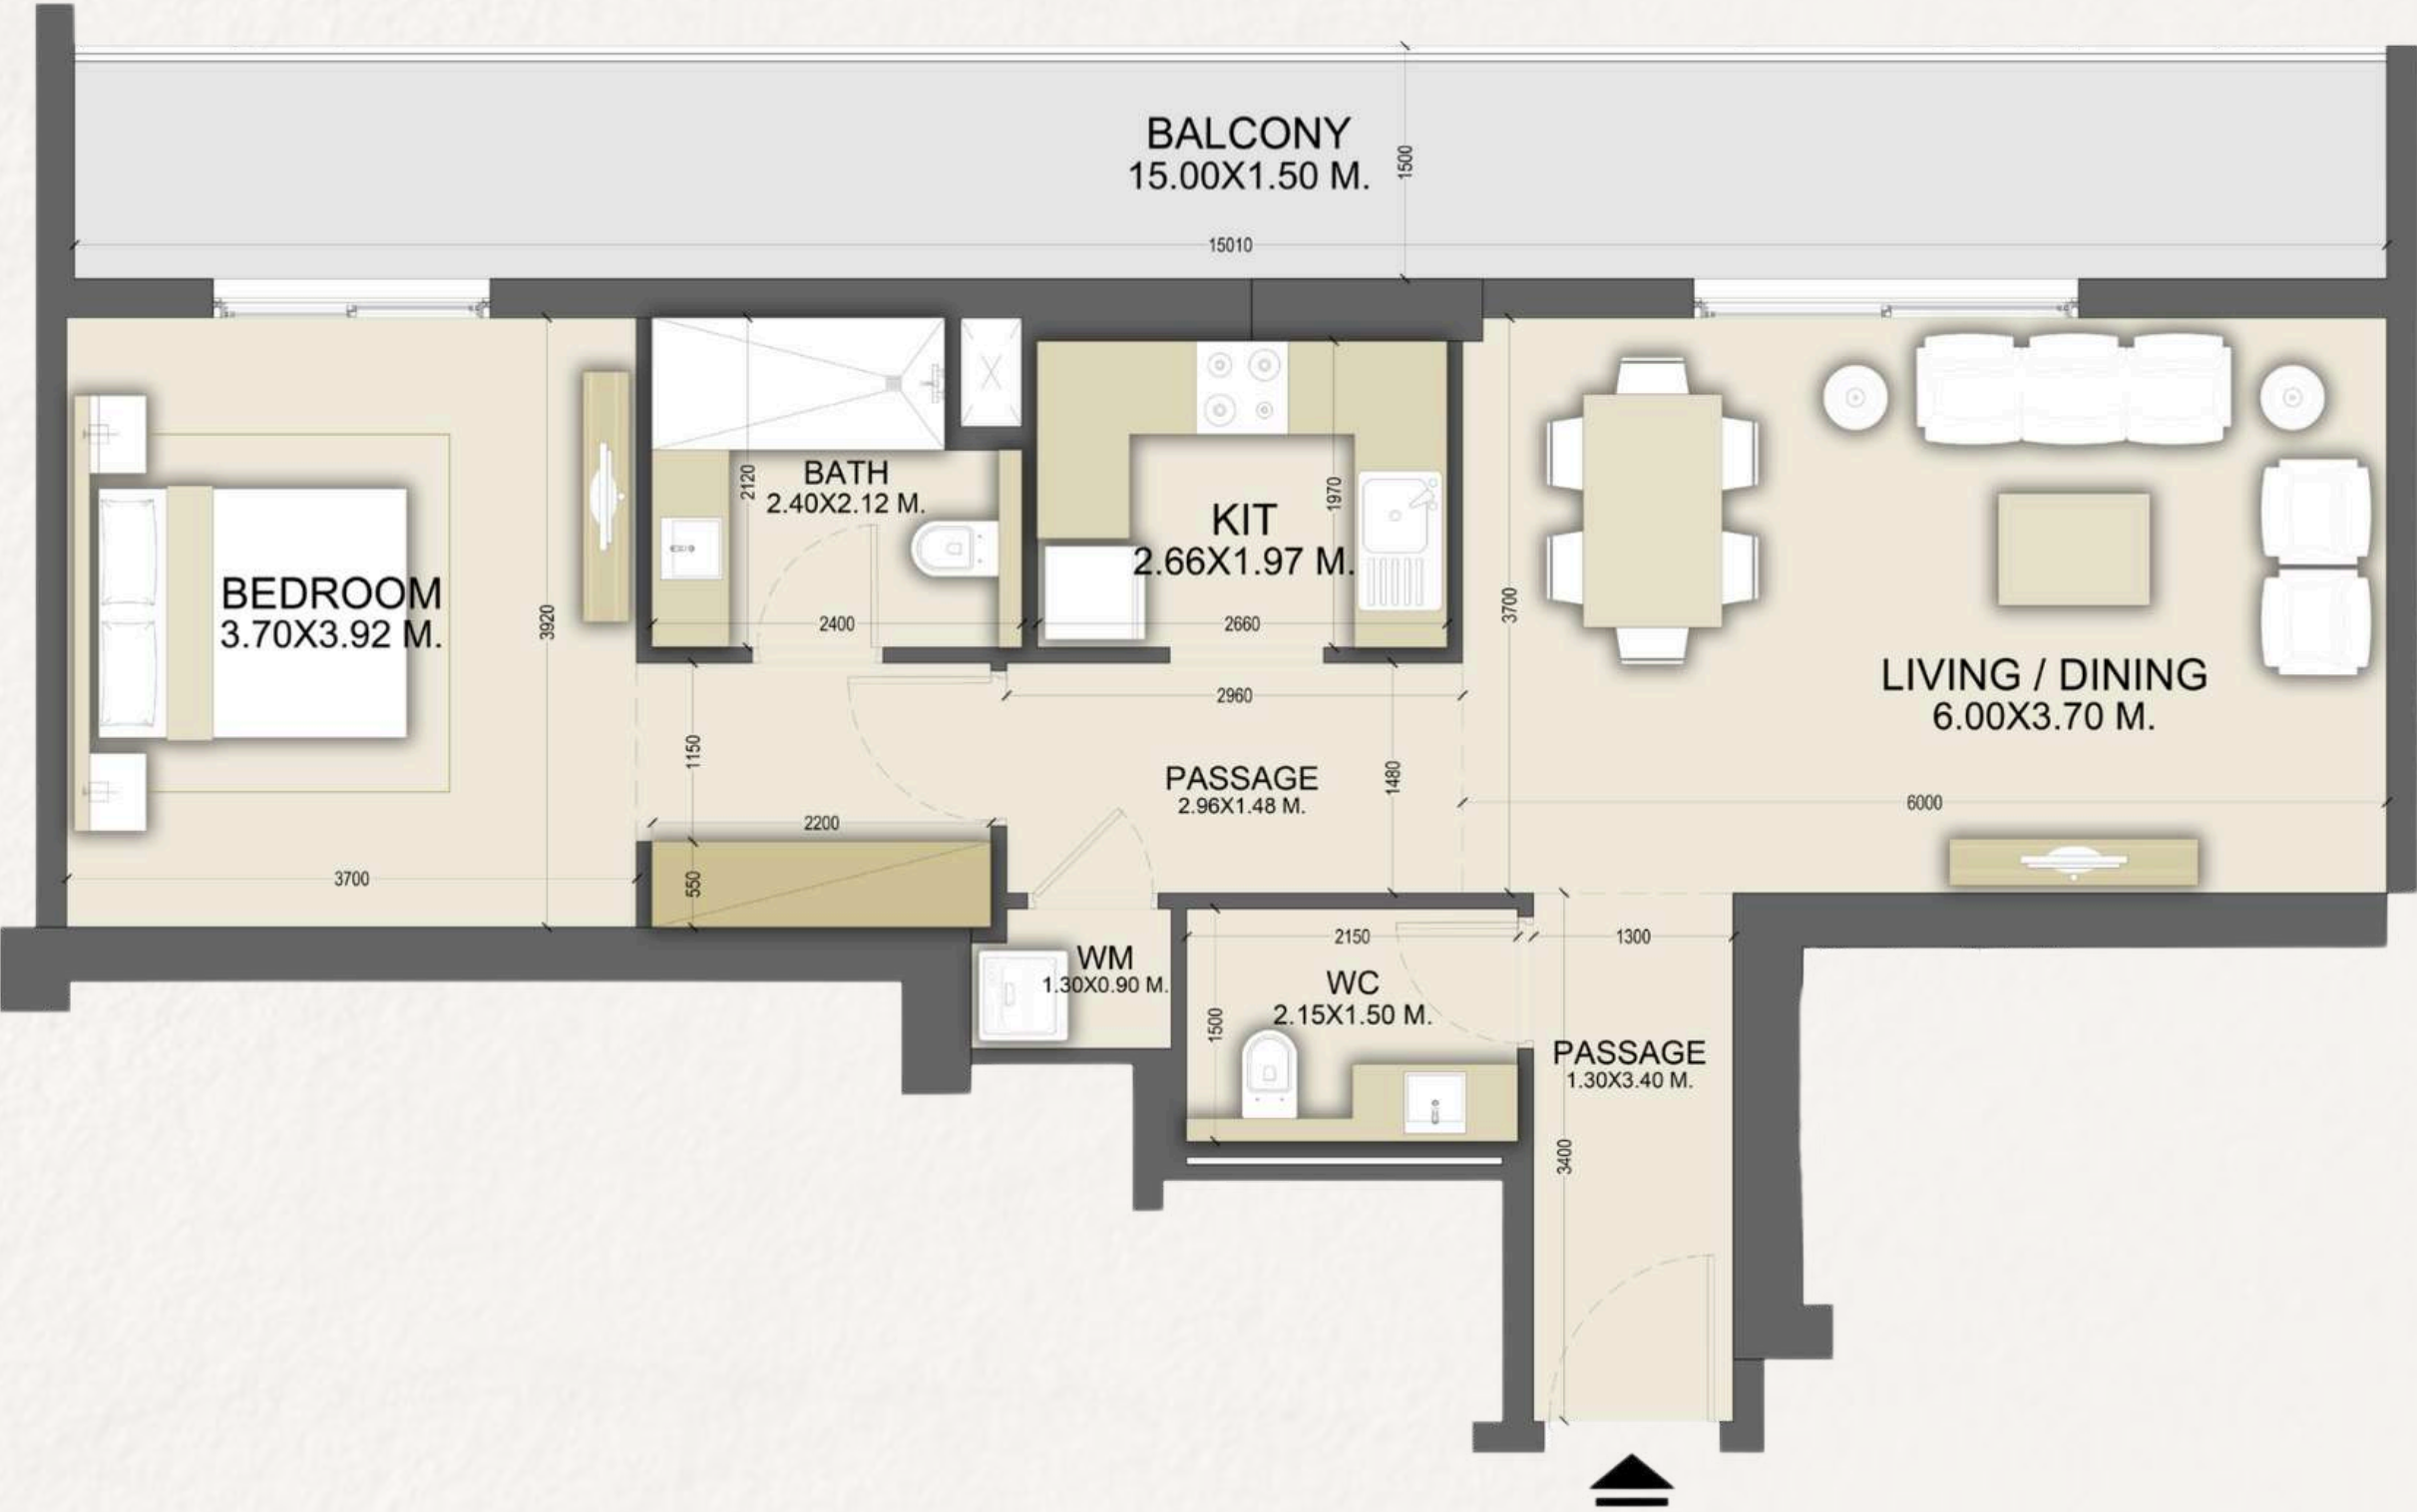 BALCONY
15.00X1.50 M.
1500
15010
BATH
2.40X2.12 M.
2120
2400
KIT
2.66X1.97 M.
1970
2660
BEDROOM
3.70X3.92 M.
3920
3700
3700
LIVING / DINING
6.00X3.70 M.
6000
2960
1150
PASSAGE
2.96X1.48 M.
1480
2200
550
WM
1.30X0.90 M.
2150
WC
2.15X1.50 M.
1500
1300
PASSAGE
1.30X3.40 M.
3400